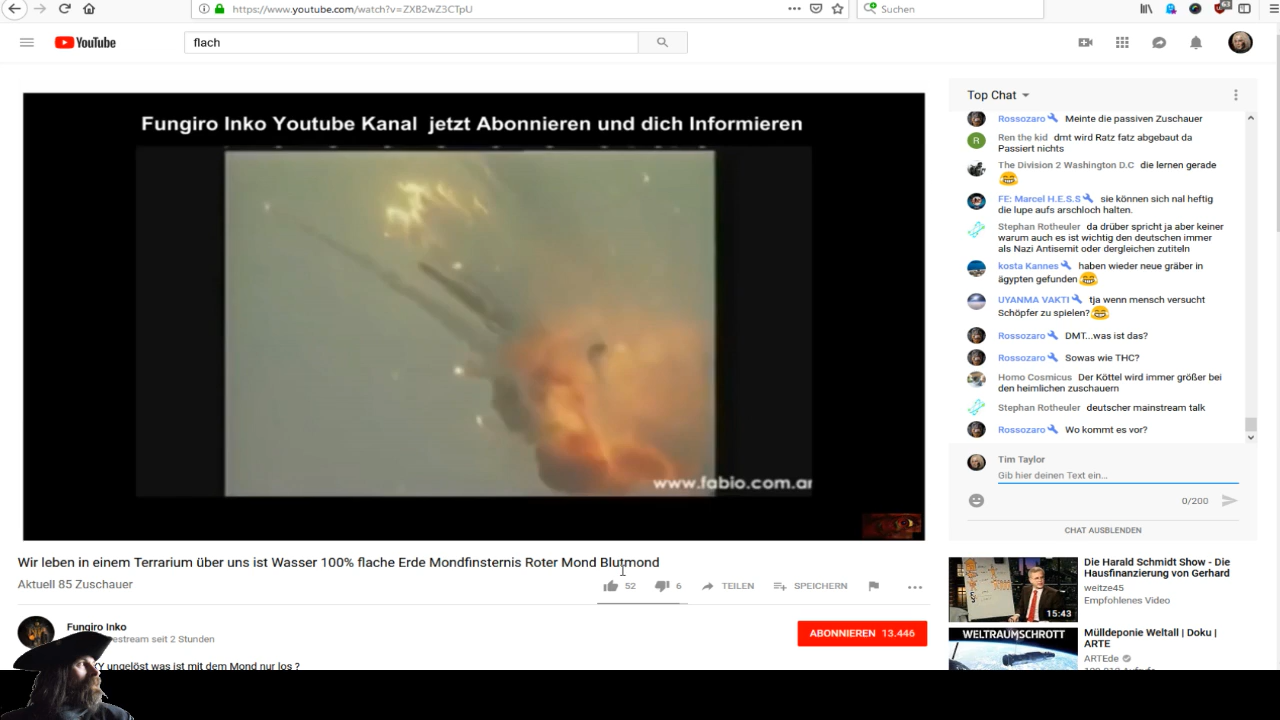 https://www.youtube.com/watch?v=ZXB2wZ3CTpU
Suchen
YouTube
flach
Fungiro Inko Youtube Kanal jetzt Abonnieren und dich Informieren
www.fabio.com.ar
Wir leben in einem Terrarium über uns ist Wasser 100% flache Erde Mondfinsternis Roter Mond Blutmond
Aktuell 85 Zuschauer
52
6
TEILEN
SPEICHERN
Fungiro Inko
estream seit 2 Stunden
ABONNIEREN 13.446
Y ungelöst was ist mit dem Mond nur los ?
Top Chat
Rossozaro Meinte die passiven Zuschauer
Ren the kid dmt wird Ratz fatz abgebaut da
Passiert nichts
The Division 2 Washington D.C die lernen gerade
FE: Marcel H.E.S.S sie können sich nal heftig
die lupe aufs arschloch halten.
Stephan Rotheuler da drüber spricht ja aber keiner
warum auch es ist wichtig den deutschen immer
als Nazi Antisemit oder dergleichen zutiteln
kosta Kannes haben wieder neue gräber in
ägypten gefunden
UYANMA VAKTI tja wenn mensch versucht
Schöpfer zu spielen?
Rossozaro DMT...was ist das?
Rossozaro Sowas wie THC?
Homo Cosmicus Der Köttel wird immer größer bei
den heimlichen zuschauern
Stephan Rotheuler deutscher mainstream talk
Rossozaro Wo kommt es vor?
Tim Taylor
Gib hier deinen Text ein...
0/200
CHAT AUSBLENDEN
15:43
Die Harald Schmidt Show - Die
Hausfinanzierung von Gerhard
weitze45
Empfohlenes Video
WELTRAUMSCHROTT
Mülldeponie Weltall | Doku |
ARTE
ARTEde